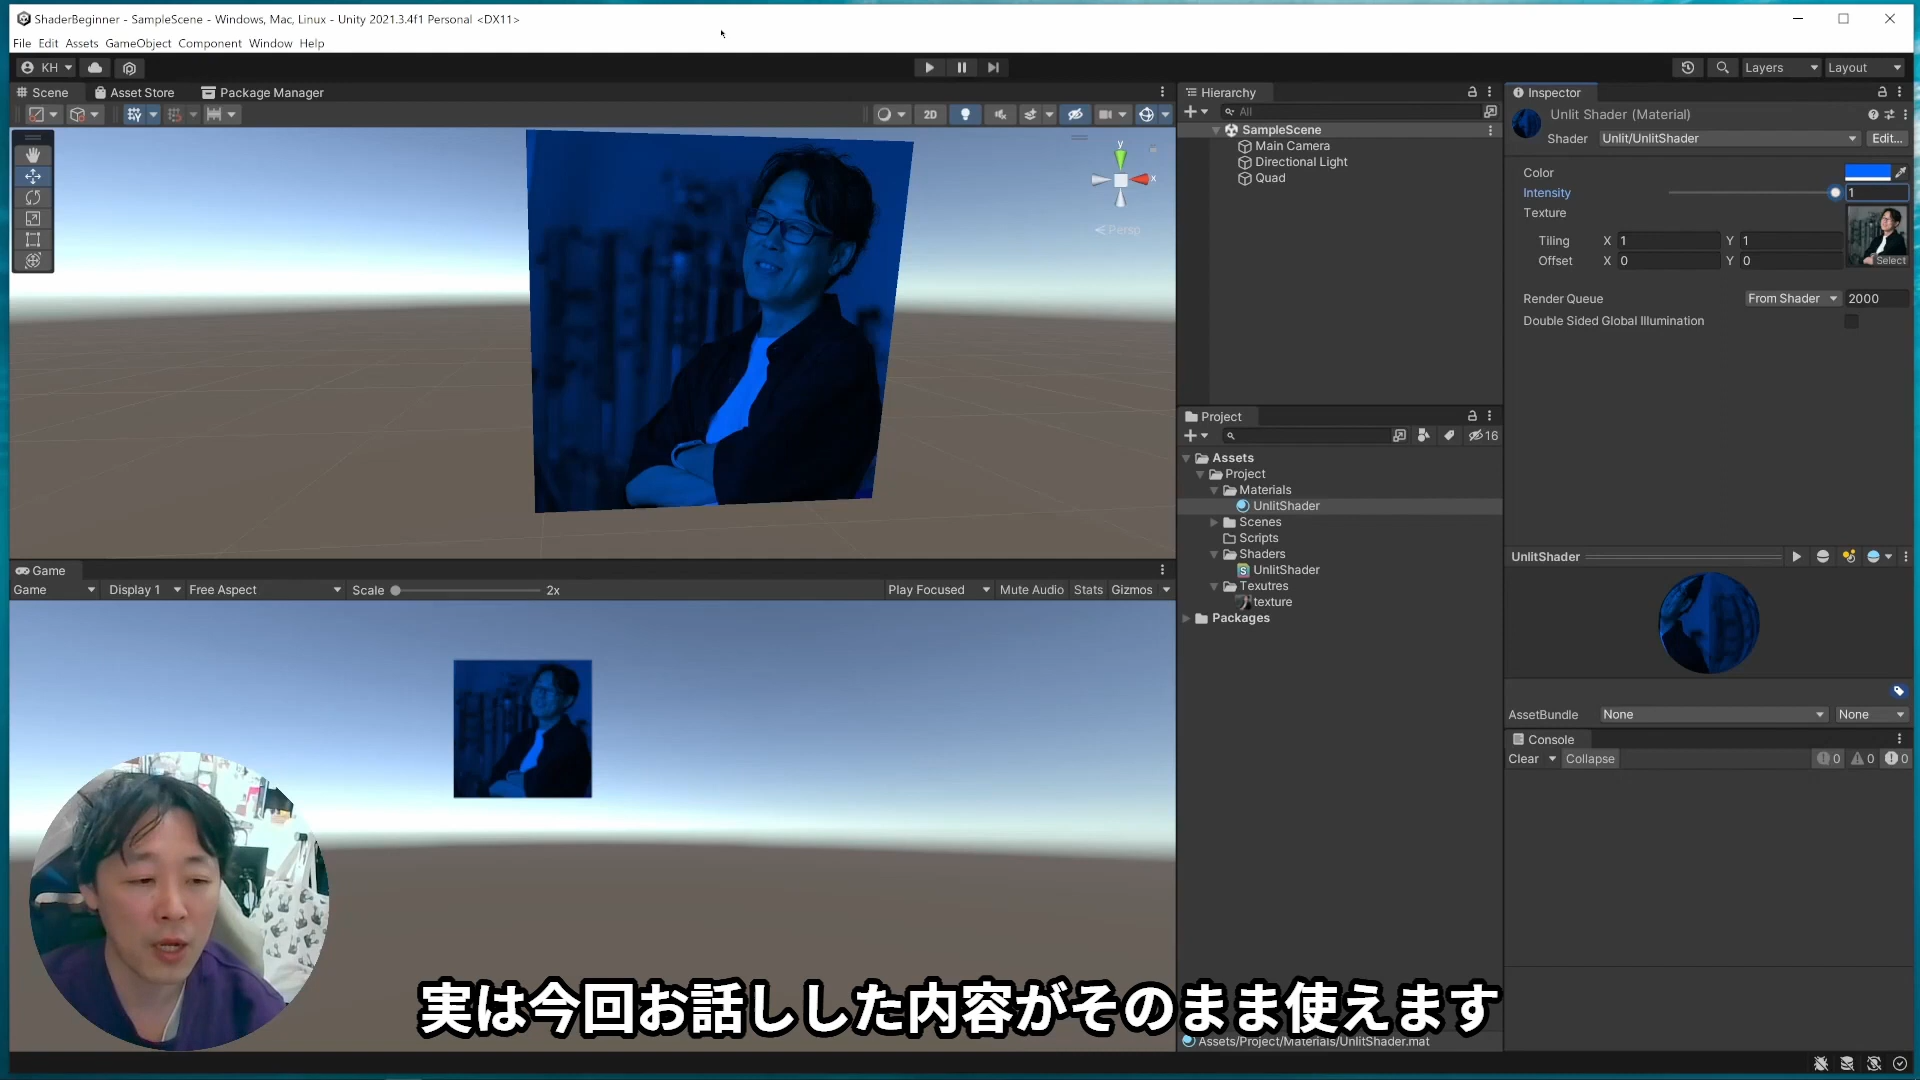 ShaderBeginner - SampleScene - Windows, Mac, Linux - Unity 2021.3.4f1 Personal <DX11>
File Edit Assets GameObject Component Window Help
KH
Layers
Layout
Scene
Asset Store
Package Manager
2D
y
x
Persp
Game
Game
Display 1
Free Aspect
Scale
2x
Play Focused
Mute Audio
Stats
Gizmos
Hierarchy
All
SampleScene
Main Camera
Directional Light
Quad
Project
16
Assets
Project
Materials
UnlitShader
Scenes
Scripts
Shaders
UnlitShader
Texutres
texture
Packages
Assets/Project/Materials/UnlitShader.mat
Inspector
Unlit Shader (Material)
Shader
Unlit/UnlitShader
Edit...
Color
Intensity
1
Texture
Tiling X 1 Y 1
Offset X 0 Y 0
Select
Render Queue
From Shader
2000
Double Sided Global Illumination
UnlitShader
AssetBundle
None
None
Console
Clear
Collapse
0
0
0
実は今回お話しした内容がそのまま使えます